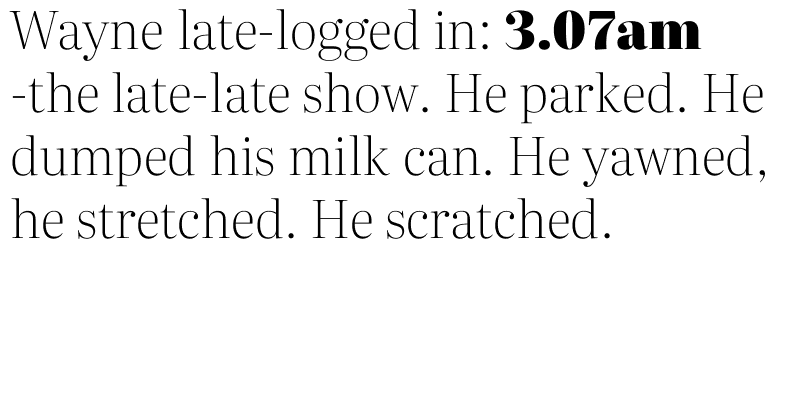 Wayne late-logged in: 3.07am
-the late-late show. He parked. He
dumped his milk can. He yawned,
he stretched. He scratched.